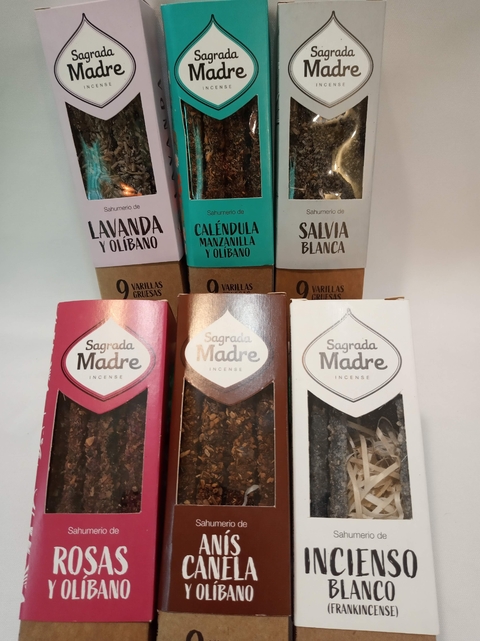 Sagrada
Madre
INCENSE
Sahumerio de
LAVANDA
Y OLÍBANO
9 VARILLAS
GRUESAS
Sagrada
Madre
INCENSE
Sahumerio de
CALÉNDULA
MANZANILLA
Y OLÍBANO
9 VARILLAS
GRUESAS
Sagrada
Madre
INCENSE
Sahumerio de
SALVIA
BLANCA
9 VARILLAS
GRUESAS
Sagrada
Madre
INCENSE
Sahumerio de
ROSAS
Y OLÍBANO
Sagrada
Madre
INCENSE
Sahumerio de
ANÍS
CANELA
Y OLÍBANO
Sagrada
Madre
INCENSE
Sahumerio de
INCIENSO
BLANCO
(FRANKINCENSE)